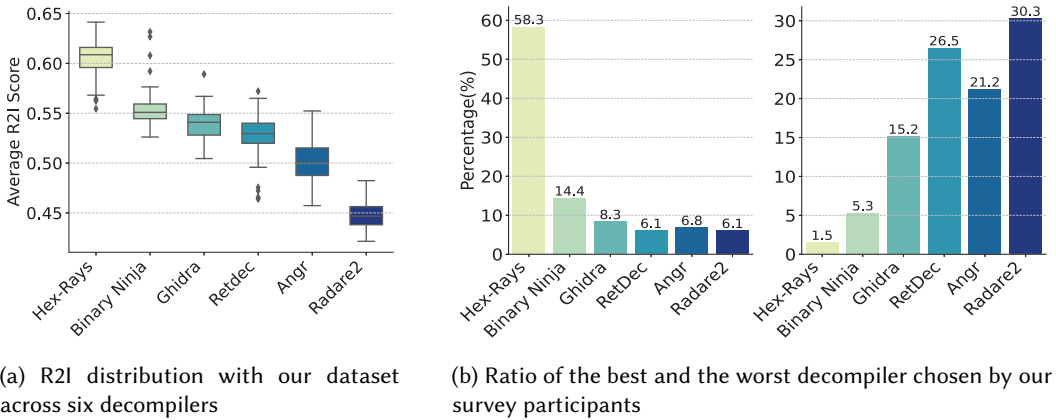 0.65
0.60
0.55
0.50
0.45
Average R2I Score
Hex-Rays
Binary Ninja
Ghidra
Retdec
Angr
Radare2
60
50
40
30
20
10
0
Percentage(%)
58.3
14.4
8.3
6.1
6.8
6.1
Hex-Rays
Binary Ninja
Ghidra
RetDec
Angr
Radare2
30
25
20
15
10
5
0
1.5
5.3
15.2
26.5
21.2
30.3
Hex-Rays
Binary Ninja
Ghidra
RetDec
Angr
Radare2
(a) R2I distribution with our dataset
across six decompilers
(b) Ratio of the best and the worst decompiler chosen by our
survey participants